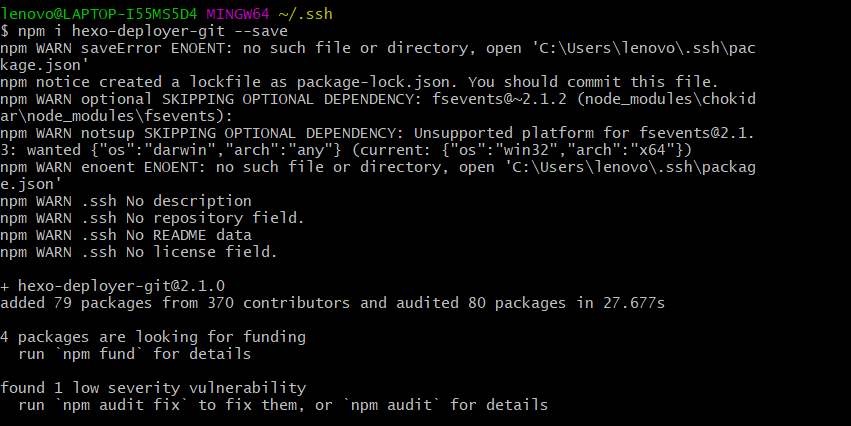 lenovo@LAPTOP-I55MS5D4 MINGW64 ~/.ssh
$ npm i hexo-deployer-git --save
npm WARN saveError ENOENT: no such file or directory, open 'C:\Users\lenovo\.ssh\pac
kage.json'
npm notice created a lockfile as package-lock.json. You should commit this file.
npm WARN optional SKIPPING OPTIONAL DEPENDENCY: fsevents@~2.1.2 (node_modules\chokid
ar\node_modules\fsevents):
npm WARN notsup SKIPPING OPTIONAL DEPENDENCY: Unsupported platform for fsevents@2.1.
3: wanted {"os":"darwin","arch":"any"} (current: {"os":"win32","arch":"x64"})
npm WARN enoent ENOENT: no such file or directory, open 'C:\Users\lenovo\.ssh\packag
e.json'
npm WARN .ssh No description
npm WARN .ssh No repository field.
npm WARN .ssh No README data
npm WARN .ssh No license field.
+ hexo-deployer-git@2.1.0
added 79 packages from 370 contributors and audited 80 packages in 27.677s
4 packages are looking for funding
  run `npm fund` for details
found 1 low severity vulnerability
  run `npm audit fix` to fix them, or `npm audit` for details